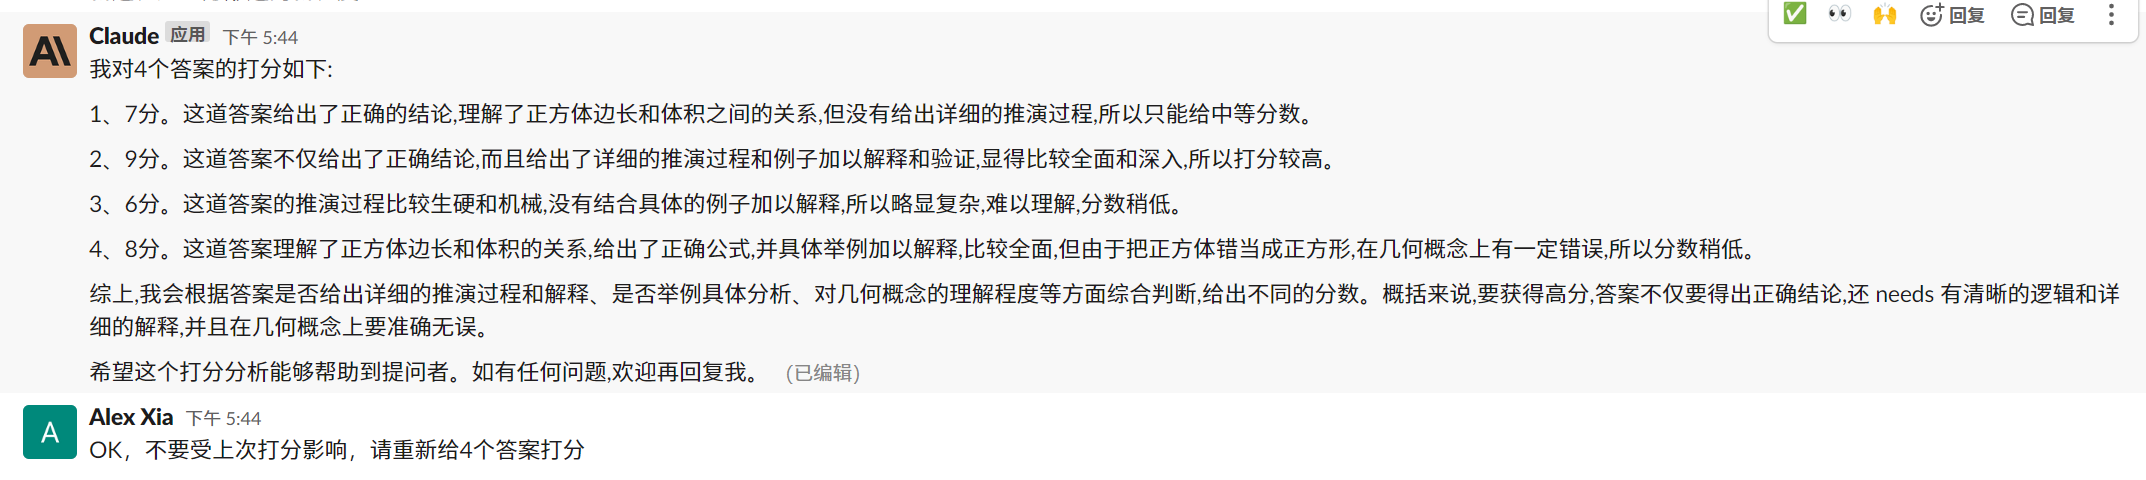 Claude 应用 下午 5:44
回复 回复
我对4个答案的打分如下:
1、7分。这道答案给出了正确的结论,理解了正方体边长和体积之间的关系,但没有给出详细的推演过程,所以只能给中等分数。
2、9分。这道答案不仅给出了正确结论,而且给出了详细的推演过程和例子加以解释和验证,显得比较全面和深入,所以打分较高。
3、6分。这道答案的推演过程比较生硬和机械,没有结合具体的例子加以解释,所以略显复杂,难以理解,分数稍低。
4、8分。这道答案理解了正方体边长和体积的关系,给出了正确公式,并具体举例加以解释,比较全面,但由于把正方体错当成正方形,在几何概念上有一定错误,所以分数稍低。
综上,我会根据答案是否给出详细的推演过程和解释、是否举例具体分析、对几何概念的理解程度等方面综合判断,给出不同的分数。概括来说,要获得高分,答案不仅要得出正确结论,还 needs 有清晰的逻辑和详
细的解释,并且在几何概念上要准确无误。
希望这个打分分析能够帮助到提问者。如有任何问题,欢迎再回复我。 (已编辑)
A
Alex Xia 下午 5:44
OK，不要受上次打分影响，请重新给4个答案打分